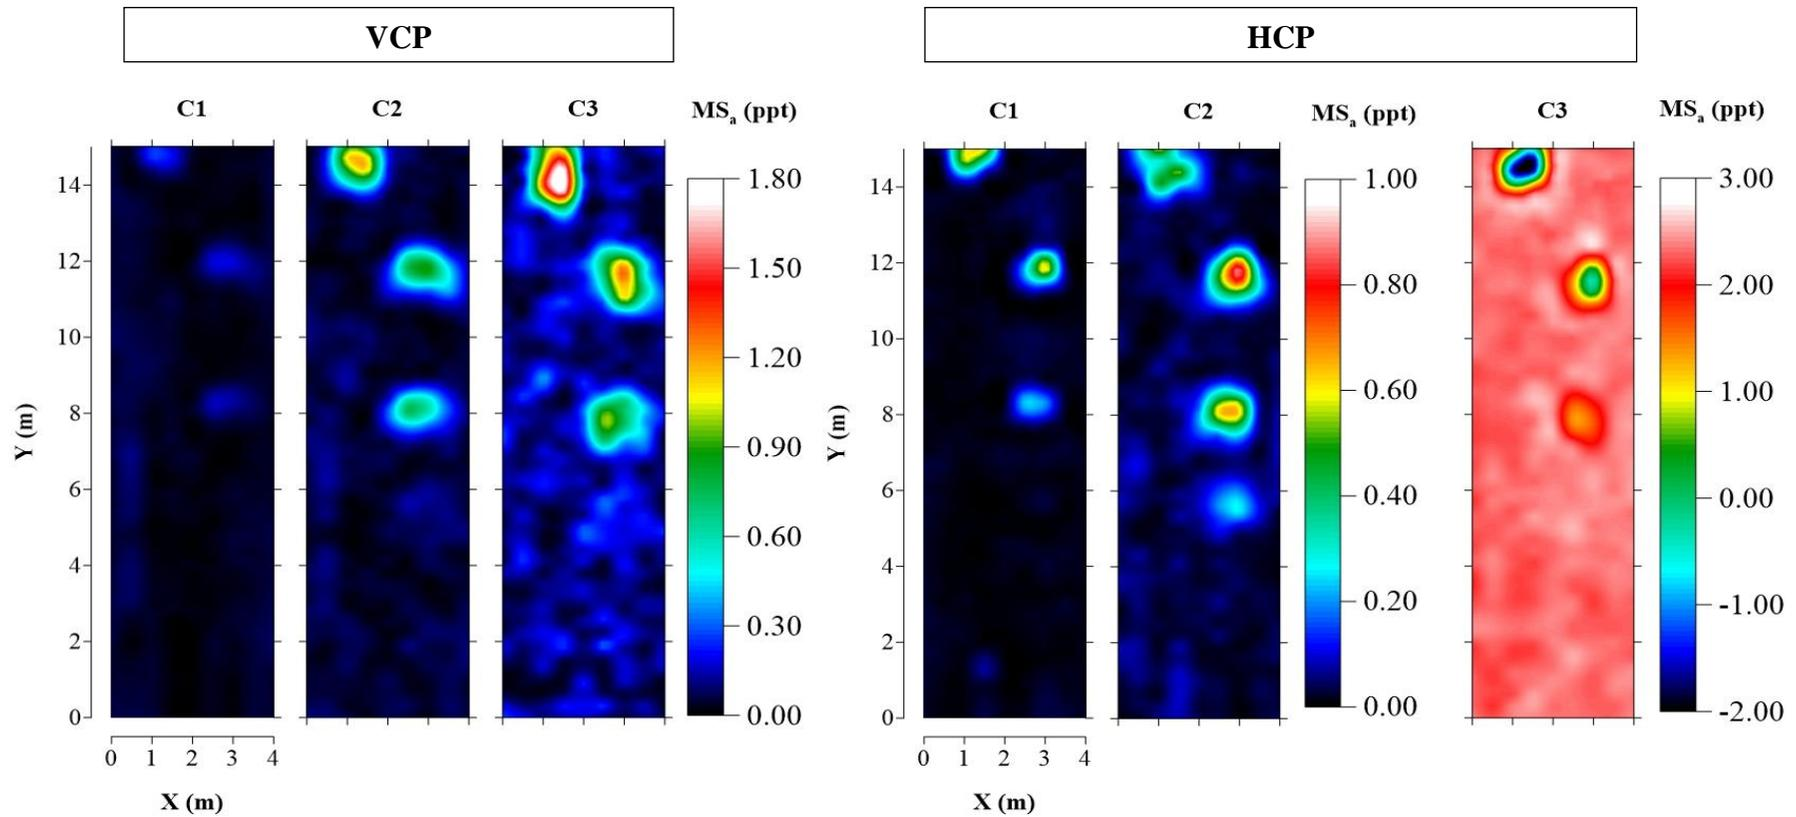 VCP
HCP
C1
C2
C3
MSa (ppt)
C1
C2
MSa (ppt)
C3
MSa (ppt)
14
12
10
8
6
4
2
0
Y (m)
0 1 2 3 4
X (m)
1.80
1.50
1.20
0.90
0.60
0.30
0.00
14
12
10
8
6
4
2
0
Y (m)
0 1 2 3 4
X (m)
1.00
0.80
0.60
0.40
0.20
0.00
3.00
2.00
1.00
0.00
-1.00
-2.00